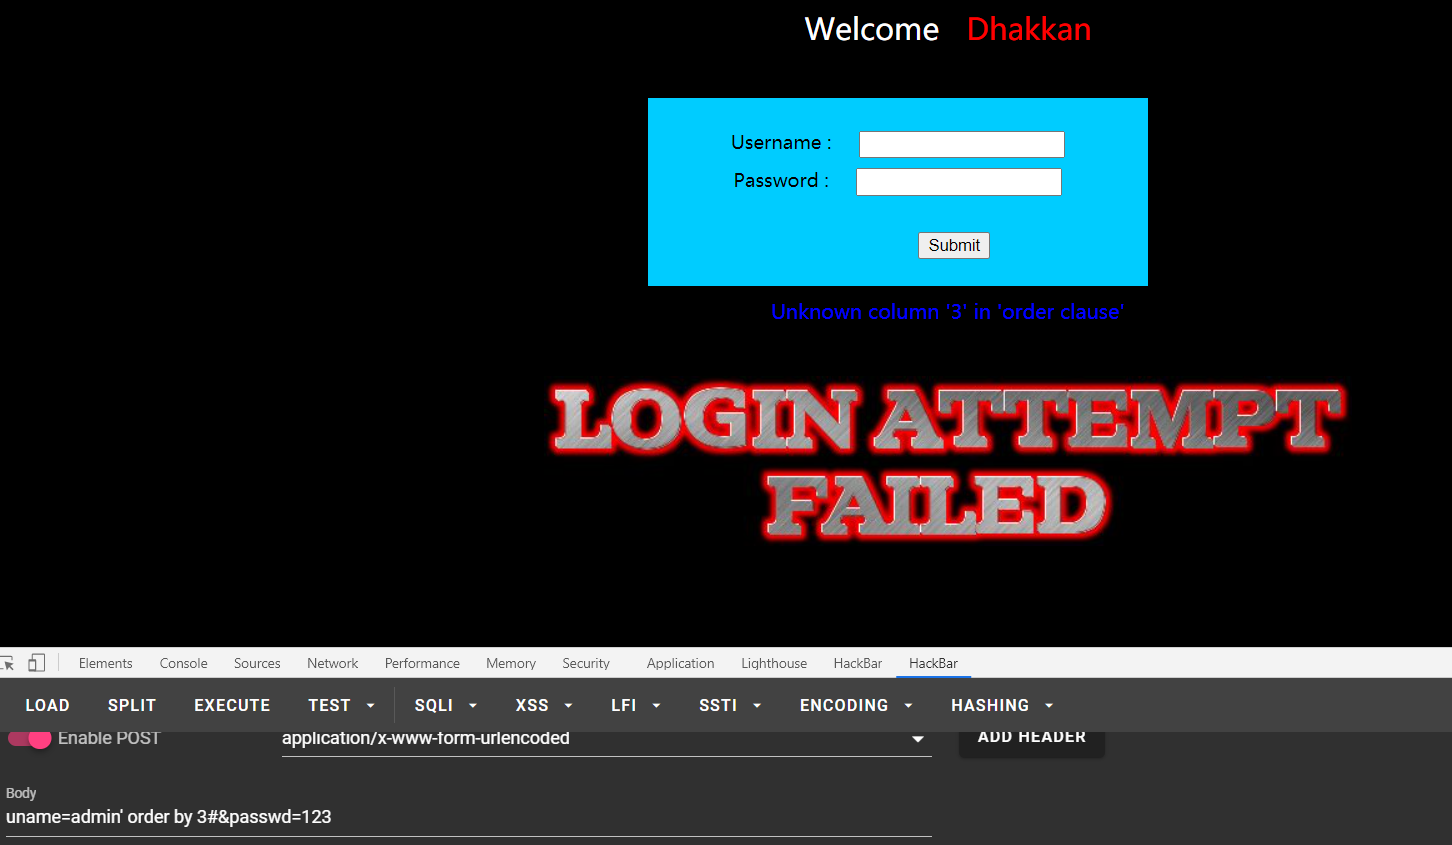 Welcome Dhakkan
Username :
Password :
Submit
Unknown column '3' in 'order clause'
LOGIN ATTEMPT
FAILED
Elements Console Sources Network Performance Memory Security Application Lighthouse HackBar HackBar
LOAD SPLIT EXECUTE TEST SQLI XSS LFI SSTI ENCODING HASHING
Enable POST application/x-www-form-urlencoded ADD HEADER
Body
uname=admin' order by 3#&passwd=123